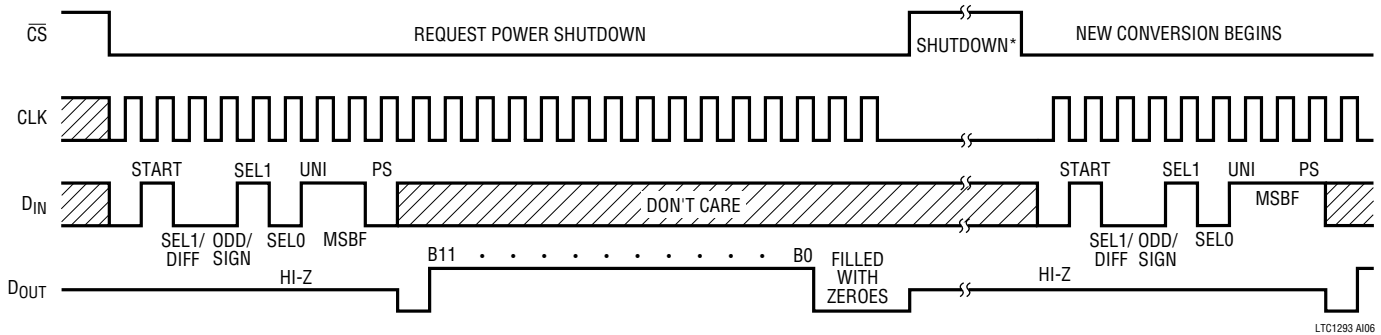 CS
REQUEST POWER SHUTDOWN
SHUTDOWN*
NEW CONVERSION BEGINS
CLK
START
SEL1
UNI
PS
START
SEL1
UNI
PS
DIN
DON'T CARE
MSBF
SEL1/
DIFF
ODD/
SIGN
SEL0
MSBF
SEL1/
DIFF
ODD/
SIGN
SEL0
DOUT
HI-Z
B11 • • • • • • • • • • B0
FILLED
WITH
ZEROES
HI-Z
LTC1293 AI06